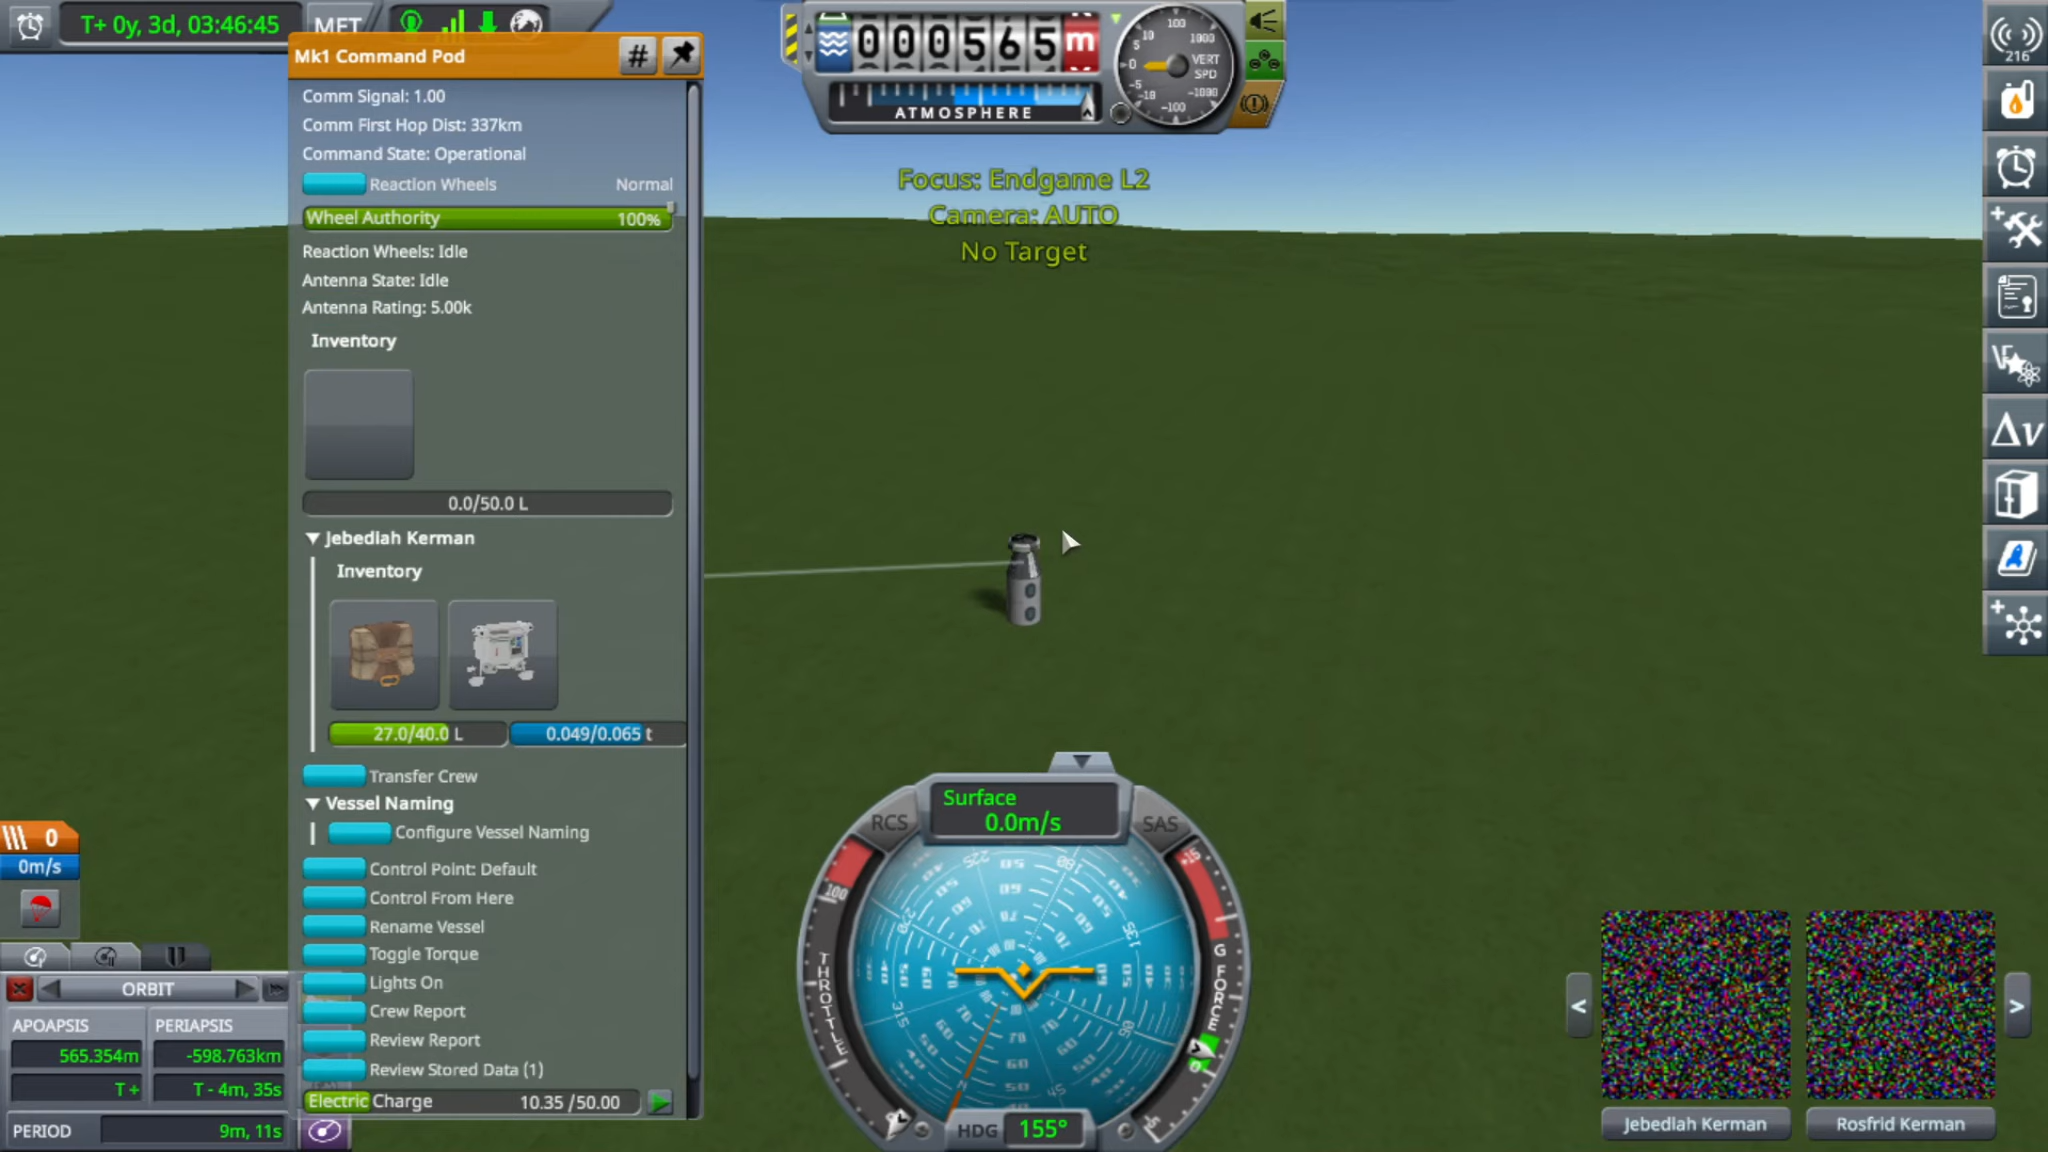 T+ 0y, 3d, 03:46:45
MET
Mk1 Command Pod
#
Comm Signal: 1.00
Comm First Hop Dist: 337km
Command State: Operational
Reaction Wheels Normal
Wheel Authority 100%
Reaction Wheels: Idle
Antenna State: Idle
Antenna Rating: 5.00k
Inventory
0.0/50.0 L
Jebediah Kerman
Inventory
27.0/40.0 L 0.049/0.065 t
Transfer Crew
Vessel Naming
Configure Vessel Naming
Control Point: Default
Control From Here
Rename Vessel
Toggle Torque
Lights On
Crew Report
Review Report
Review Stored Data (1)
Electric Charge 10.35 /50.00
000565 m
ATMOSPHERE
VERT SPD
Focus: Endgame L2
Camera: AUTO
No Target
216
Δv
0
0m/s
ORBIT
APOAPSIS PERIAPSIS
565.354m -598.763km
T+ T - 4m, 35s
PERIOD 9m, 11s
RCS
Surface
0.0m/s
SAS
THROTTLE
G FORCE
HDG 155°
Jebediah Kerman
Rosfrid Kerman